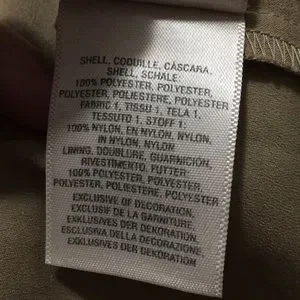 SHELL, COQUILLE, CÁSCARA,
SHELL, SCHALE:
100% POLYESTER, POLYESTER,
POLYESTER, POLIESTERE, POLYESTER
FABRIC 1, TISSU 1, TELA 1,
TESSUTO 1, STOFF 1:
100% NYLON, EN NYLON, NYLON,
IN NYLON, NYLON
LINING, DOUBLURE, GUARNICIÓN,
RIVESTIMENTO, FUTTER:
100% POLYESTER, POLYESTER,
POLYESTER, POLIESTERE, POLYESTER
EXCLUSIVE OF DECORATION,
EXCLUSIF DE LA GARNITURE,
EXCLUSIVO DE DECORACIÓN,
ESCLUSIVA DELLA DECORAZIONE,
EXKLUSIVES DER DEKORATION